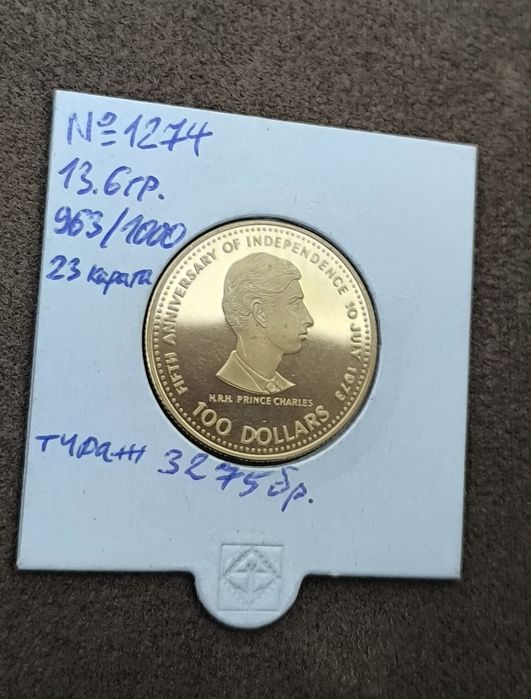 №1274
13.6гр.
963/1000
23 карата
FIFTH ANNIVERSARY OF INDEPENDENCE 10 JULY 1973
H.R.H. PRINCE CHARLES
100 DOLLARS
тираж 3275бр.